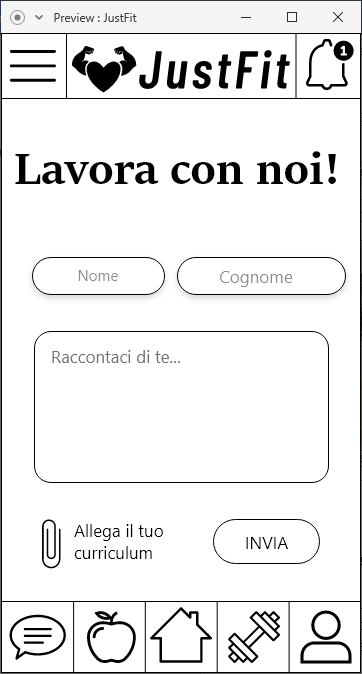 Preview : JustFit
JustFit
1
Lavora con noi!
Nome
Cognome
Raccontaci di te...
Allega il tuo
curriculum
INVIA